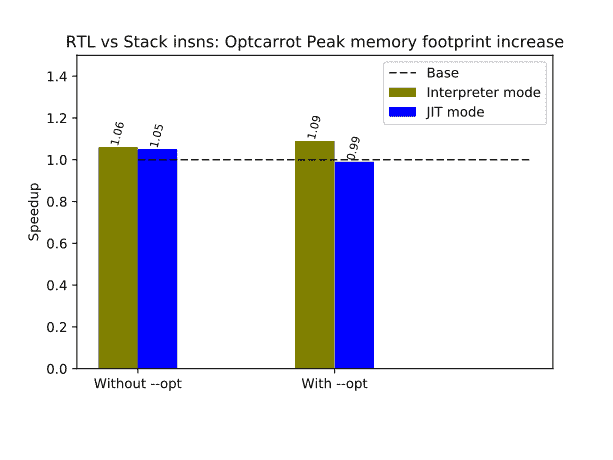 RTL vs Stack insns: Optcarrot Peak memory footprint increase
Base
Interpreter mode
JIT mode
Speedup
1.4
1.2
1.0
0.8
0.6
0.4
0.2
0.0
1.06
1.05
1.09
0.99
Without --opt
With --opt